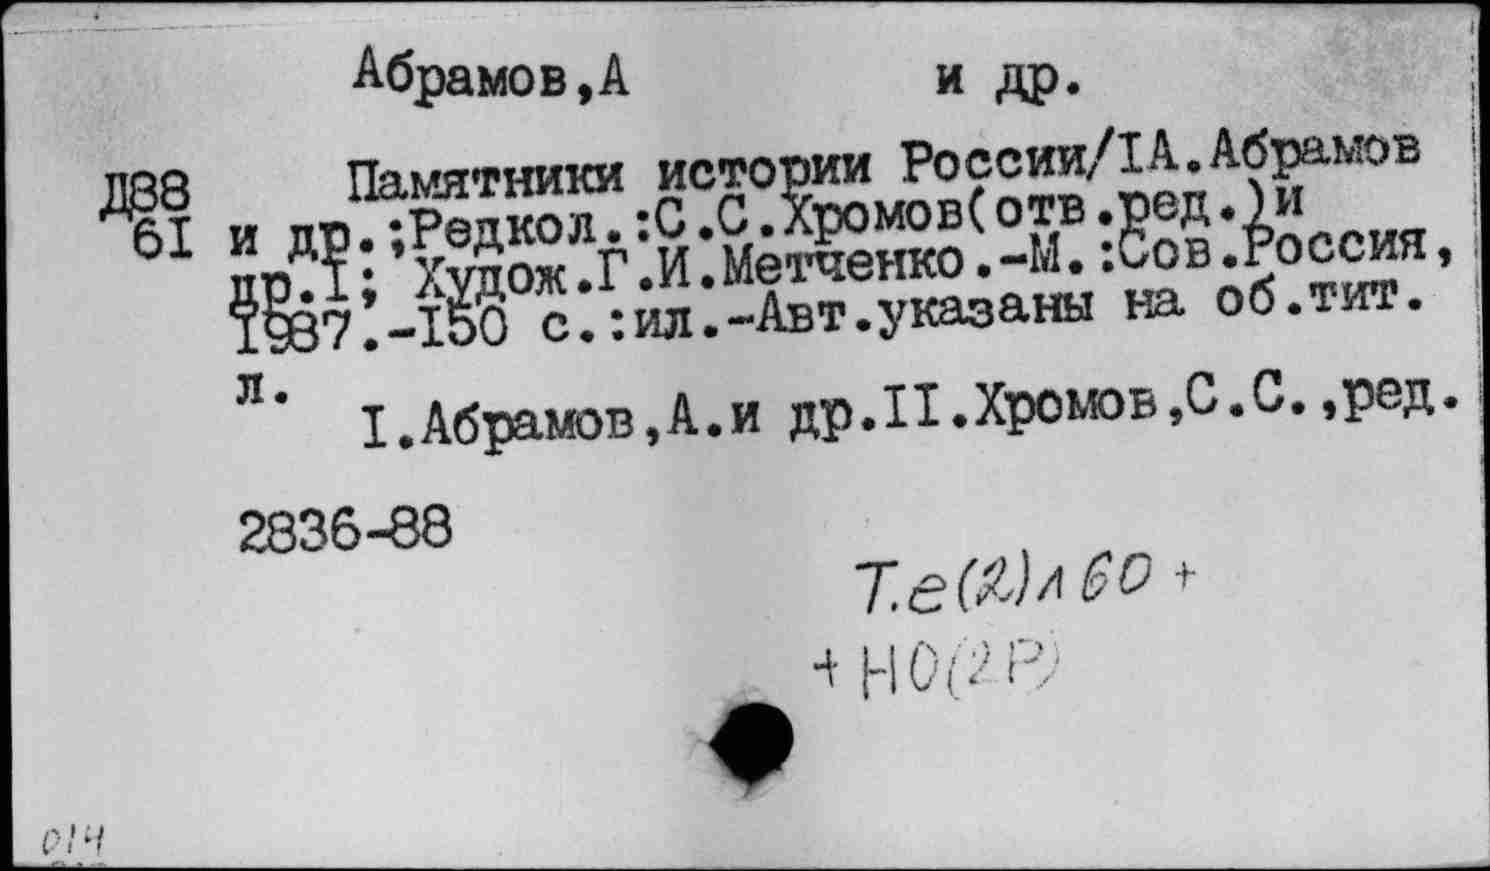 Абрамов,А и др.
Д88 Памятники истории России/IА.Абрамов
61 и др.;Редкол.:С.С.Хромов(отв.ред.)и
др.I; Худож.Г.И.Метченко.-М.:Сов.Россия,
1987.-150 с.:ил.-Авт.указаны на об.тит.
л.
I.Абрамов,А.и др.II.Хромов,С.С.,ред.
2836-88
Т.е(2)л 60 +
+ НО(2Р)
014